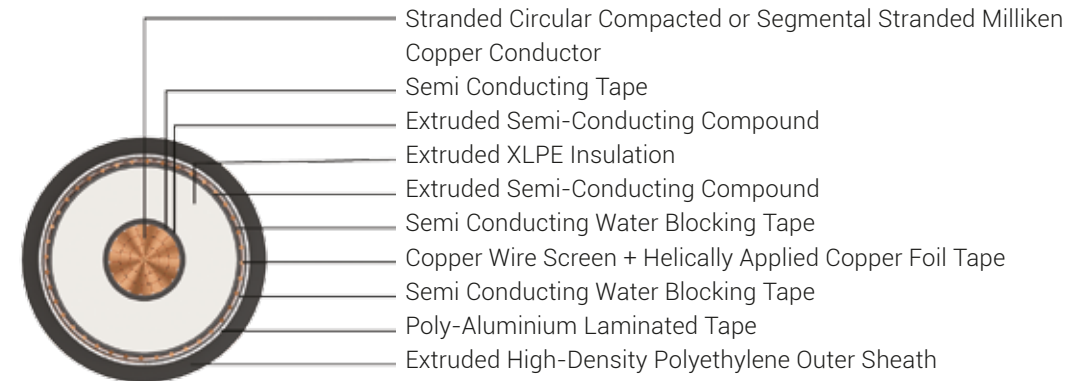 Stranded Circular Compacted or Segmental Stranded Milliken
Copper Conductor
Semi Conducting Tape
Extruded Semi-Conducting Compound
Extruded XLPE Insulation
Extruded Semi-Conducting Compound
Semi Conducting Water Blocking Tape
Copper Wire Screen + Helically Applied Copper Foil Tape
Semi Conducting Water Blocking Tape
Poly-Aluminium Laminated Tape
Extruded High-Density Polyethylene Outer Sheath